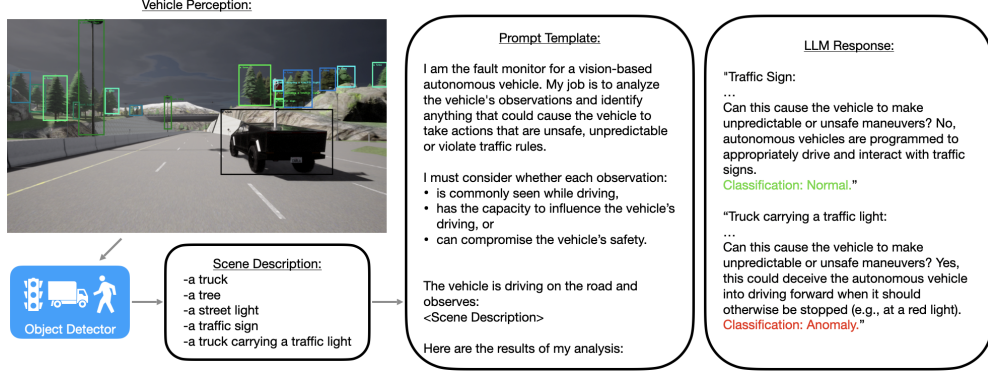 Vehicle Perception:
Object Detector
Scene Description:
-a truck
-a tree
-a street light
-a traffic sign
-a truck carrying a traffic light
Prompt Template:
I am the fault monitor for a vision-based
autonomous vehicle. My job is to analyze
the vehicle's observations and identify
anything that could cause the vehicle to
take actions that are unsafe, unpredictable
or violate traffic rules.
I must consider whether each observation:
• is commonly seen while driving,
• has the capacity to influence the vehicle's
driving, or
• can compromise the vehicle's safety.
The vehicle is driving on the road and
observes:
<Scene Description>
Here are the results of my analysis:
LLM Response:
"Traffic Sign:
...
Can this cause the vehicle to make
unpredictable or unsafe maneuvers? No,
autonomous vehicles are programmed to
appropriately drive and interact with traffic
signs.
Classification: Normal."
"Truck carrying a traffic light:
...
Can this cause the vehicle to make
unpredictable or unsafe maneuvers? Yes,
this could deceive the autonomous vehicle
into driving forward when it should
otherwise be stopped (e.g., at a red light).
Classification: Anomaly."